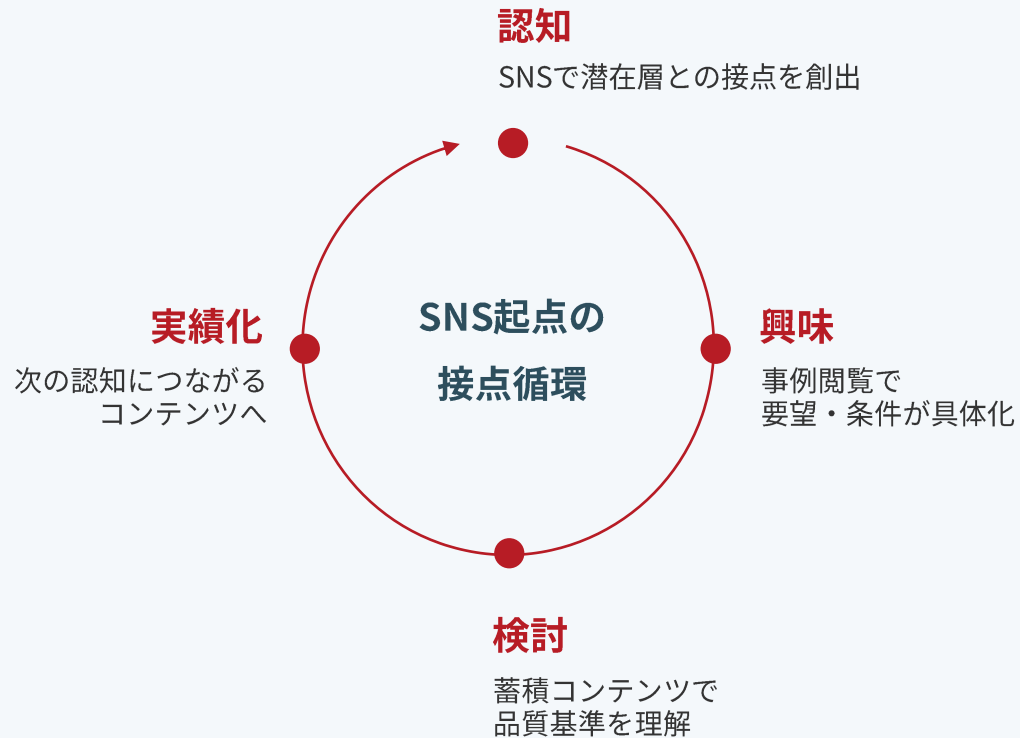 認知
SNSで潜在層との接点を創出
SNS起点の
接点循環
興味
事例閲覧で
要望・条件が具体化
検討
蓄積コンテンツで
品質基準を理解
実績化
次の認知につながる
コンテンツへ